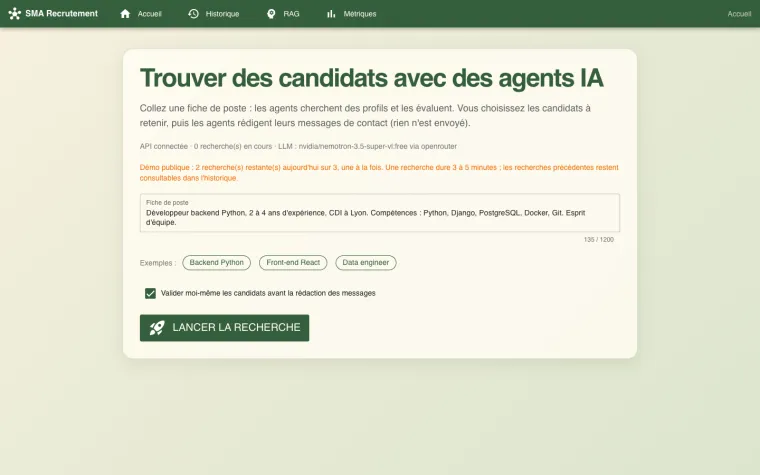 SMA Recrutement
Accueil
Historique
RAG
Métriques
Accueil
Trouver des candidats avec des agents IA
Collez une fiche de poste : les agents cherchent des profils et les évaluent. Vous choisissez les candidats à
retenir, puis les agents rédigent leurs messages de contact (rien n'est envoyé).
API connectée · 0 recherche(s) en cours · LLM : nvidia/nemotron-3.5-super-vl:free via openrouter
Démo publique : 2 recherche(s) restante(s) aujourd'hui sur 3, une à la fois. Une recherche dure 3 à 5 minutes ; les recherches précédentes restent
consultables dans l'historique.
Fiche de poste
Développeur backend Python, 2 à 4 ans d'expérience, CDI à Lyon. Compétences : Python, Django, PostgreSQL, Docker, Git. Esprit
d'équipe.
135 / 1200
Exemples :
Backend Python
Front-end React
Data engineer
Valider moi-même les candidats avant la rédaction des messages
LANCER LA RECHERCHE